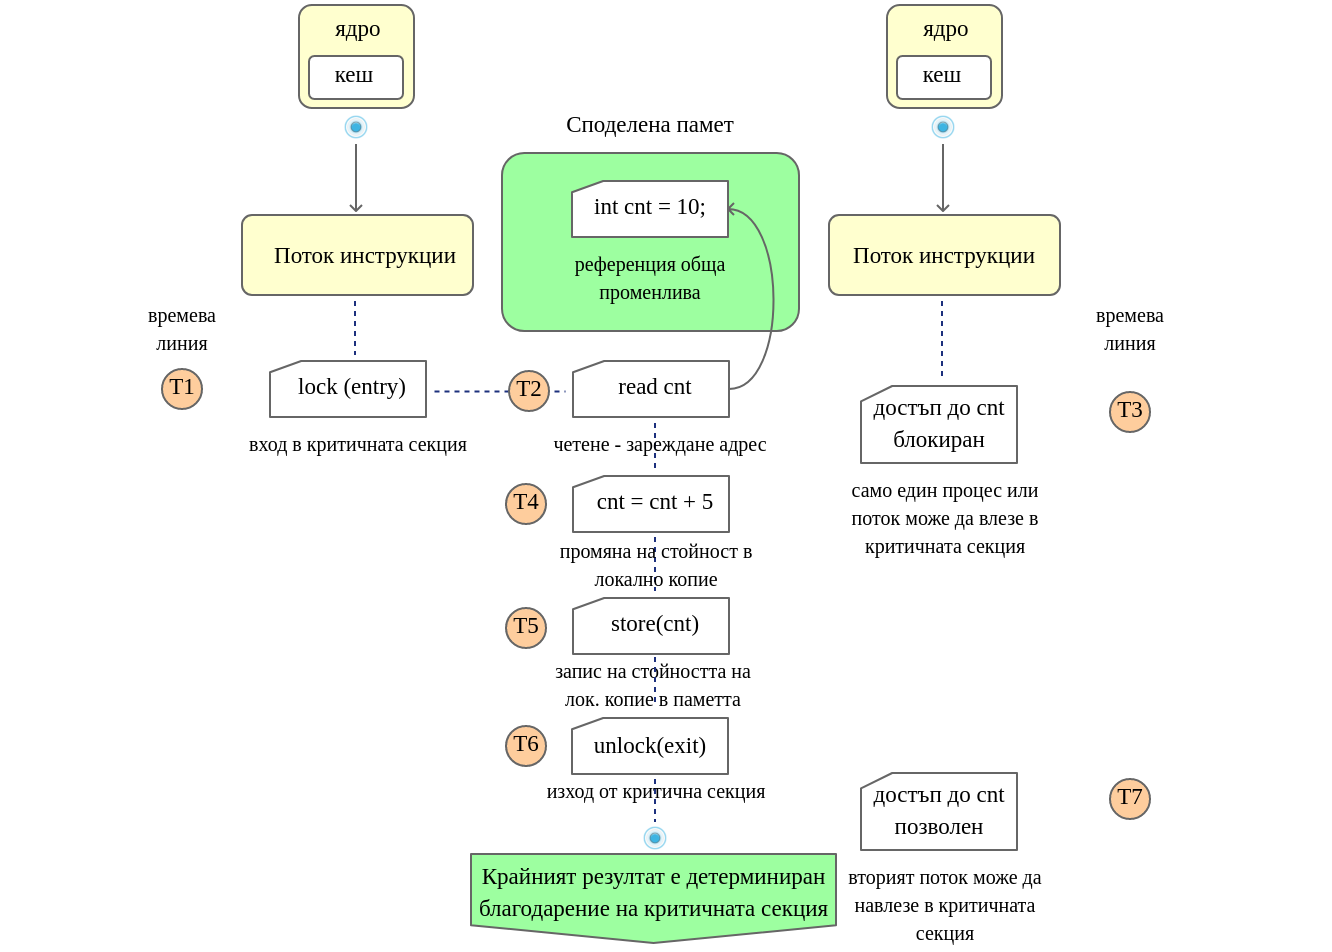 ядро
кеш
ядро
кеш
Споделена памет
int cnt = 10;
референция обща
променлива
Поток инструкции
Поток инструкции
времева
линия
T1
lock (entry)
вход в критичната секция
T2
read cnt
четене - зареждане адрес
времева
линия
T3
достъп до cnt
блокиран
само един процес или
поток може да влезе в
критичната секция
T4
cnt = cnt + 5
промяна на стойност в
локално копие
T5
store(cnt)
запис на стойността на
лок. копие в паметта
T6
unlock(exit)
изход от критична секция
достъп до cnt
позволен
T7
вторият поток може да
навлезе в критичната
секция
Крайният резултат е детерминиран
благодарение на критичната секция